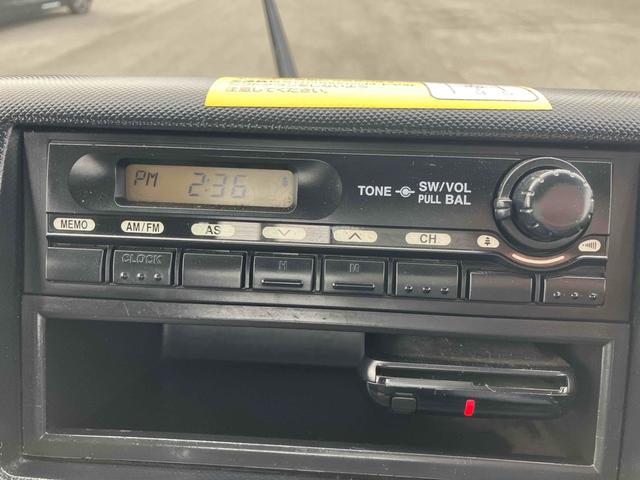 PM 2:36
TONE SW/VOL
PULL BAL
MEMO AM/FM AS CH
CLOCK H M